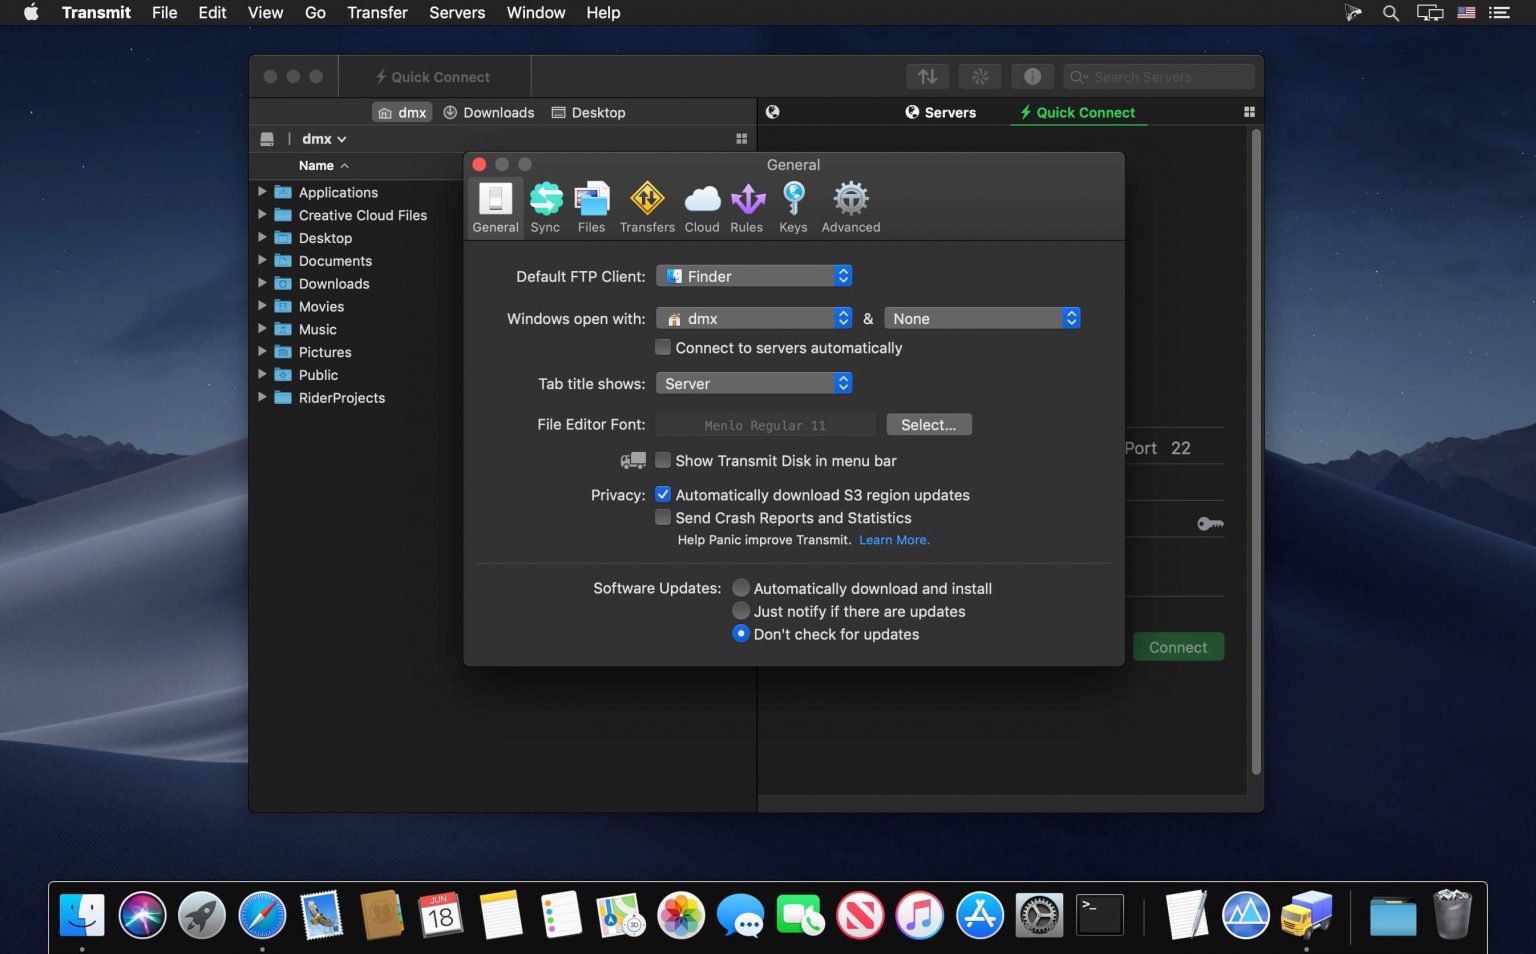 Transmit File Edit View Go Transfer Servers Window Help
Quick Connect
Search Servers
dmx Downloads Desktop
Servers Quick Connect
dmx
Name
Applications
Creative Cloud Files
Desktop
Documents
Downloads
Movies
Music
Pictures
Public
RiderProjects
General
General Sync Files Transfers Cloud Rules Keys Advanced
Default FTP Client: Finder
Windows open with: dmx & None
Connect to servers automatically
Tab title shows: Server
File Editor Font: Menlo Regular 11 Select...
Show Transmit Disk in menu bar
Privacy: Automatically download S3 region updates
Send Crash Reports and Statistics
Help Panic improve Transmit. Learn More.
Software Updates: Automatically download and install
Just notify if there are updates
Don't check for updates
Port 22
Connect
JUN
18
3D
>_